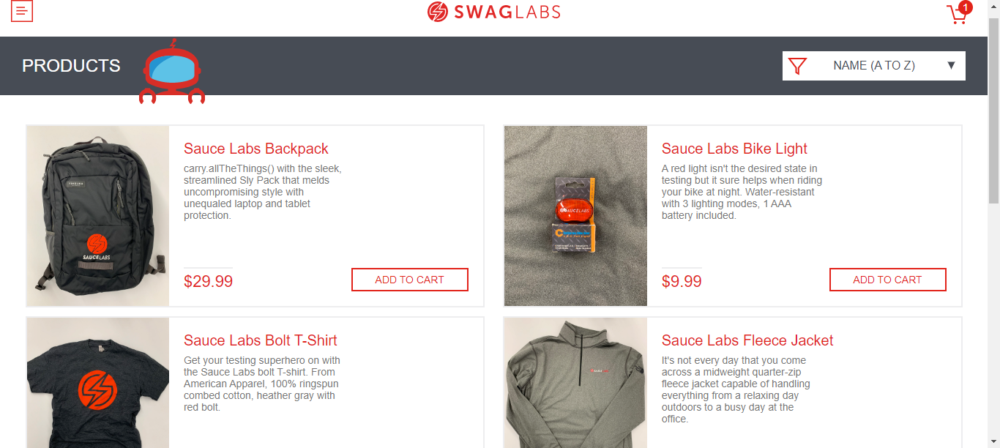 SWAGLABS
1
PRODUCTS
NAME (A TO Z)
Sauce Labs Backpack
carry.allTheThings() with the sleek,
streamlined Sly Pack that melds
uncompromising style with
unequaled laptop and tablet
protection.
$29.99
ADD TO CART
SAUCELABS
Sauce Labs Bike Light
A red light isn't the desired state in
testing but it sure helps when riding
your bike at night. Water-resistant
with 3 lighting modes, 1 AAA
battery included.
$9.99
ADD TO CART
SAUCELABS
Sauce Labs Bolt T-Shirt
Get your testing superhero on with
the Sauce Labs bolt T-shirt. From
American Apparel, 100% ringspun
combed cotton, heather gray with
red bolt.
Sauce Labs Fleece Jacket
It's not every day that you come
across a midweight quarter-zip
fleece jacket capable of handling
everything from a relaxing day
outdoors to a busy day at the
office.